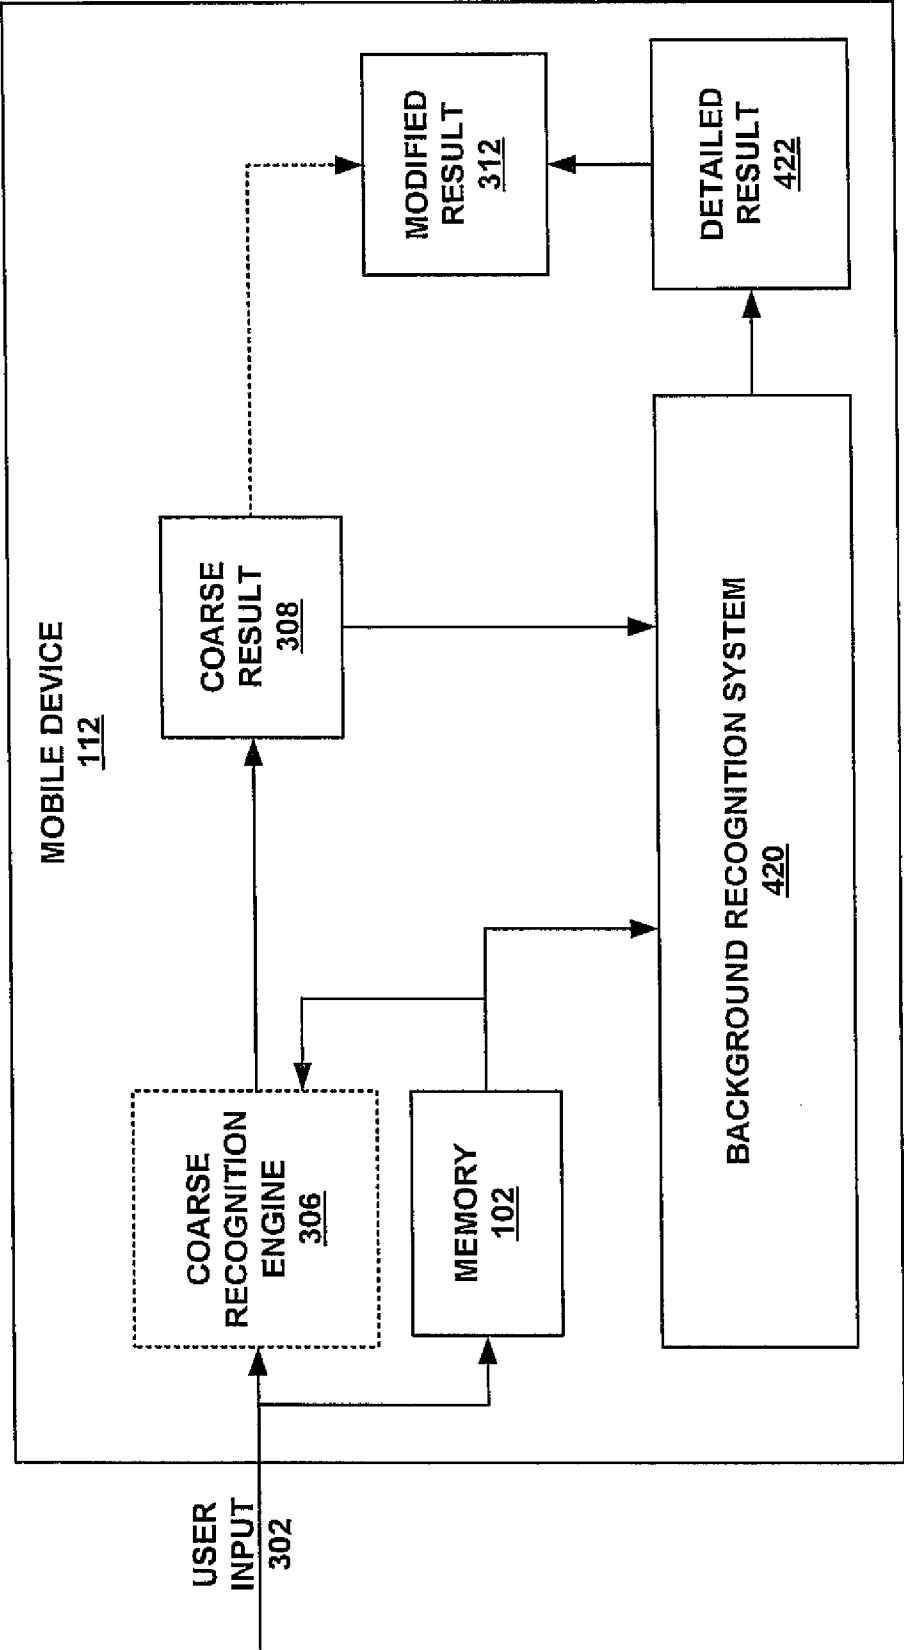 MOBILE DEVICE
112
USER
INPUT
302
COARSE
RECOGNITION
ENGINE
306
MEMORY
102
COARSE
RESULT
308
MODIFIED
RESULT
312
BACKGROUND RECOGNITION SYSTEM
420
DETAILED
RESULT
422